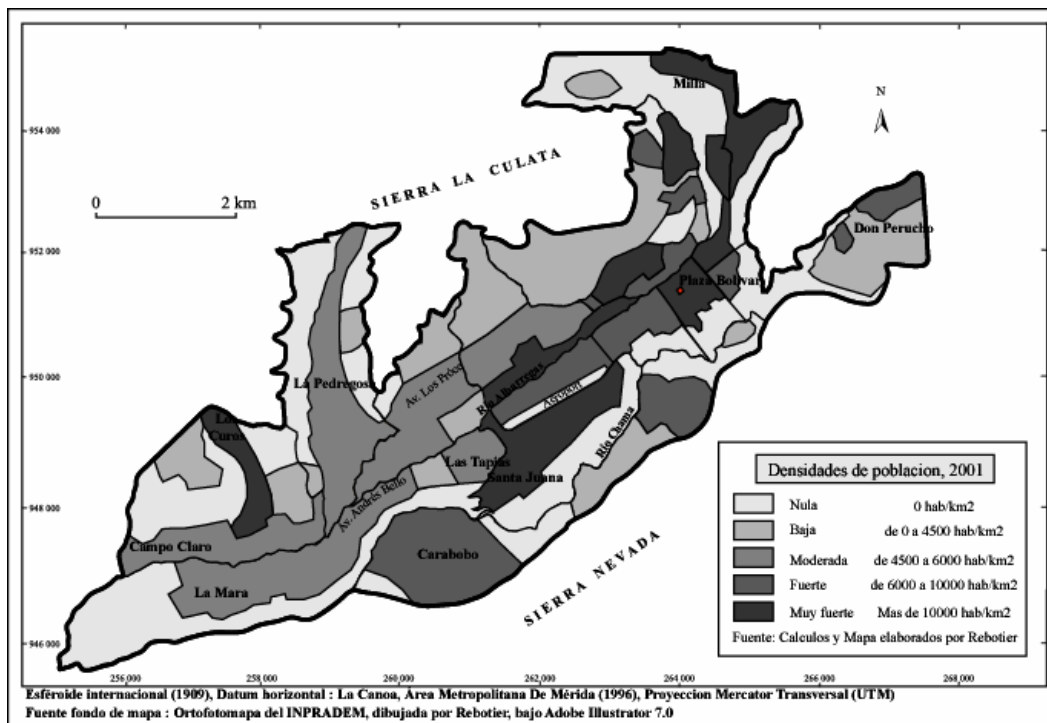 Milla
N
954 000
SIERRA LA CULATA
0 2 km
952 000
Don Perucho
Plaza Bolivar
950 000
La Pedregosa
Av. Los Próce
Río Albarregas
Aeroport
Los
Curos
Río Chama
Las Tapias
Santa Juana
948 000
Av. Andrés Bello
Campo Claro
Carabobo
La Mara
SIERRA NEVADA
946 000
Densidades de poblacion, 2001
Nula 0 hab/km2
Baja de 0 a 4500 hab/km2
Moderada de 4500 a 6000 hab/km2
Fuerte de 6000 a 10000 hab/km2
Muy fuerte Mas de 10000 hab/km2
Fuente: Calculos y Mapa elaborados por Rebotier
256 000 258 000 260 000 262 000 264 000 266 000 268 000
Esféroide internacional (1909), Datum horizontal : La Canoa, Área Metropolitana De Mérida (1996), Proyeccion Mercator Transversal (UTM)
Fuente fondo de mapa : Ortofotomapa del INPRADEM, dibujada por Rebotier, bajo Adobe Illustrator 7.0